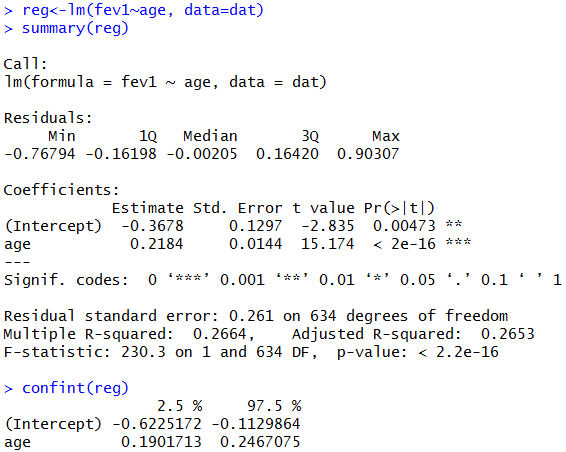 > reg<-lm(fev1~age, data=dat)
> summary(reg)
Call:
lm(formula = fev1 ~ age, data = dat)
Residuals:
     Min       1Q   Median       3Q      Max
-0.76794 -0.16198 -0.00205  0.16420  0.90307
Coefficients:
            Estimate Std. Error t value Pr(>|t|)
(Intercept)  -0.3678     0.1297  -2.835  0.00473 **
age           0.2184     0.0144  15.174  < 2e-16 ***
---
Signif. codes:  0 ‘***’ 0.001 ‘**’ 0.01 ‘*’ 0.05 ‘.’ 0.1 ‘ ’ 1
Residual standard error: 0.261 on 634 degrees of freedom
Multiple R-squared:  0.2664,    Adjusted R-squared:  0.2653
F-statistic: 230.3 on 1 and 634 DF,  p-value: < 2.2e-16
> confint(reg)
                 2.5 %     97.5 %
(Intercept) -0.6225172 -0.1129864
age          0.1901713  0.2467075